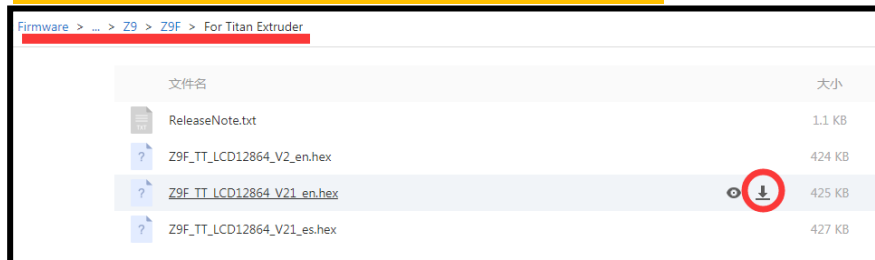 Firmware > ... > Z9 > Z9F > For Titan Extruder
文件名 大小
TXT ReleaseNote.txt 1.1 KB
? Z9F_TT_LCD12864_V2_en.hex 424 KB
? Z9F_TT_LCD12864_V21_en.hex 425 KB
? Z9F_TT_LCD12864_V21_es.hex 427 KB